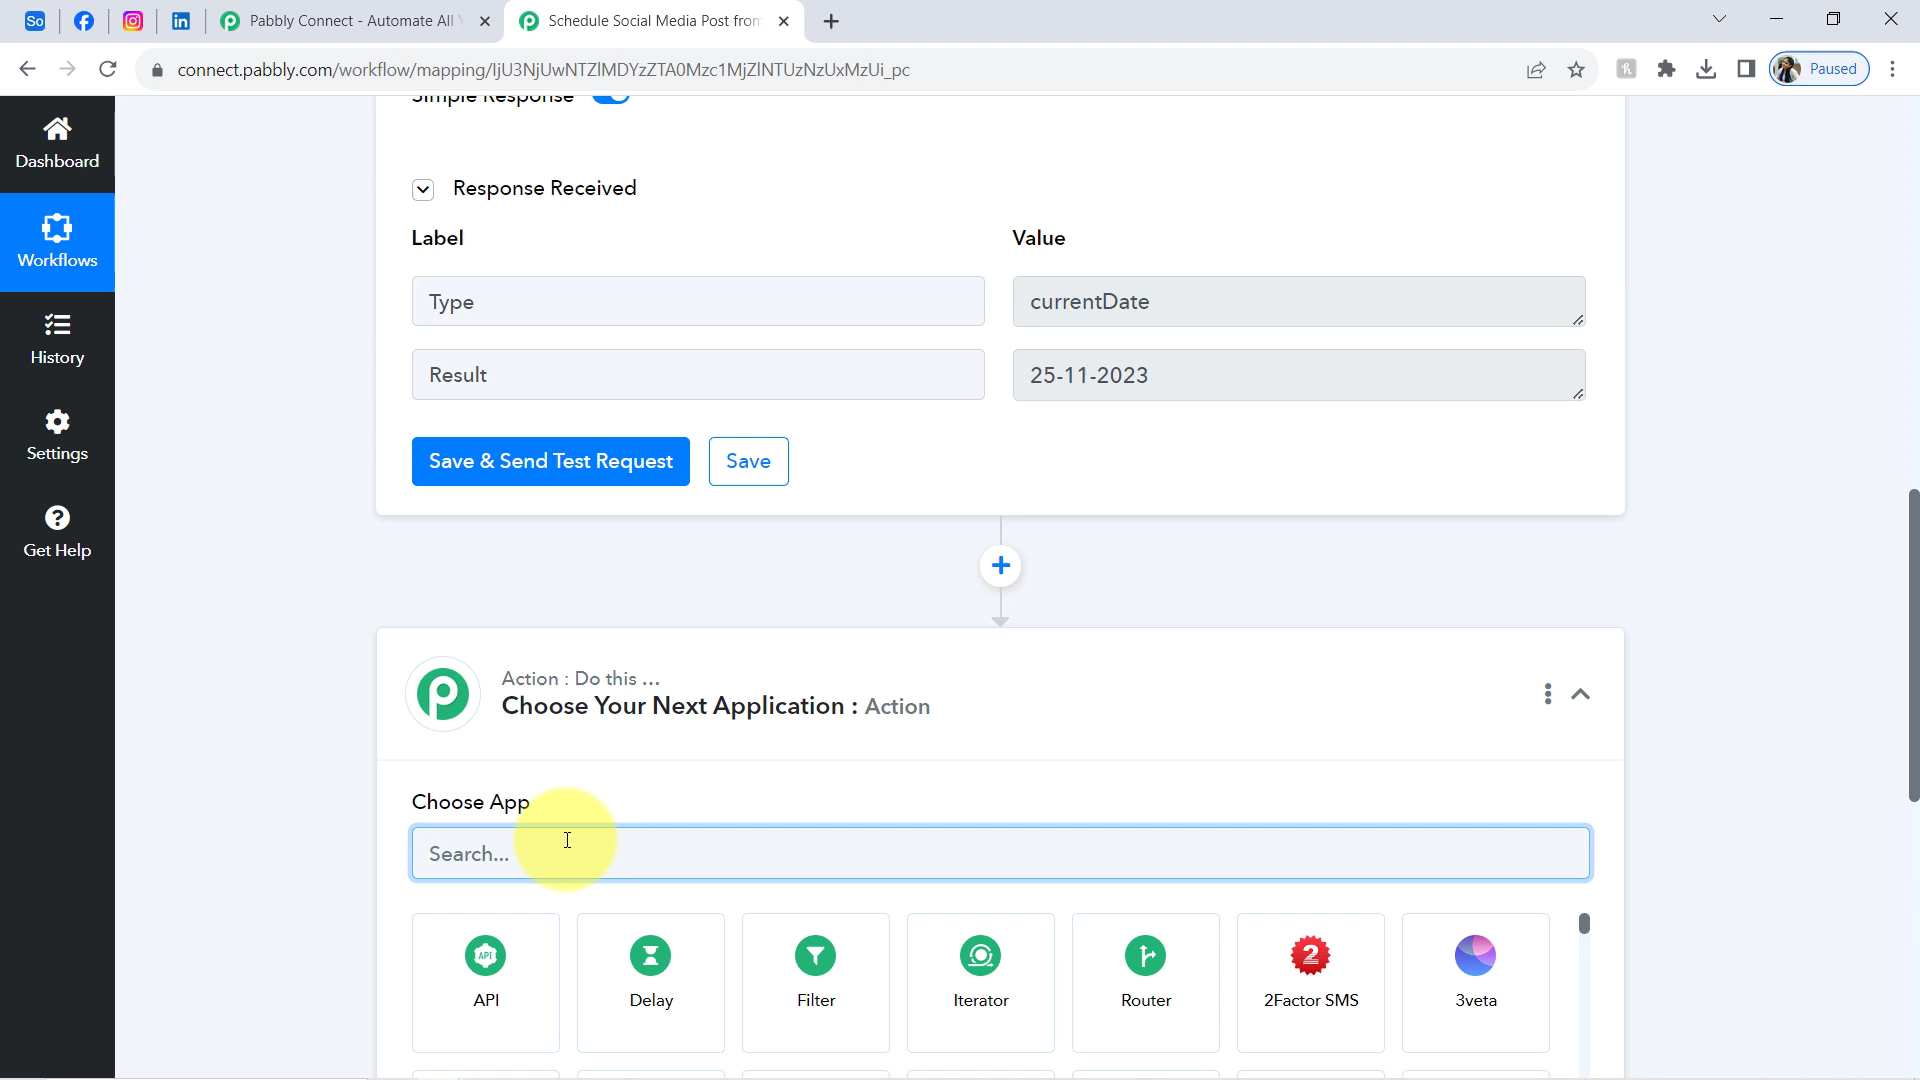 So
in
Pabbly Connect - Automate All Y
Schedule Social Media Post from
connect.pabbly.com/workflow/mapping/IjU3NjUwNTZlMDYzZTA0Mzc1MjZlNTUzNzUxMzUi_pc
Paused
Dashboard
Workflows
History
Settings
Get Help
Simple Response
Response Received
Label
Value
Type
currentDate
Result
25-11-2023
Save & Send Test Request
Save
Action : Do this ...
Choose Your Next Application : Action
Choose App
Search...
API
API
Delay
Filter
Iterator
Router
2
2Factor SMS
3veta